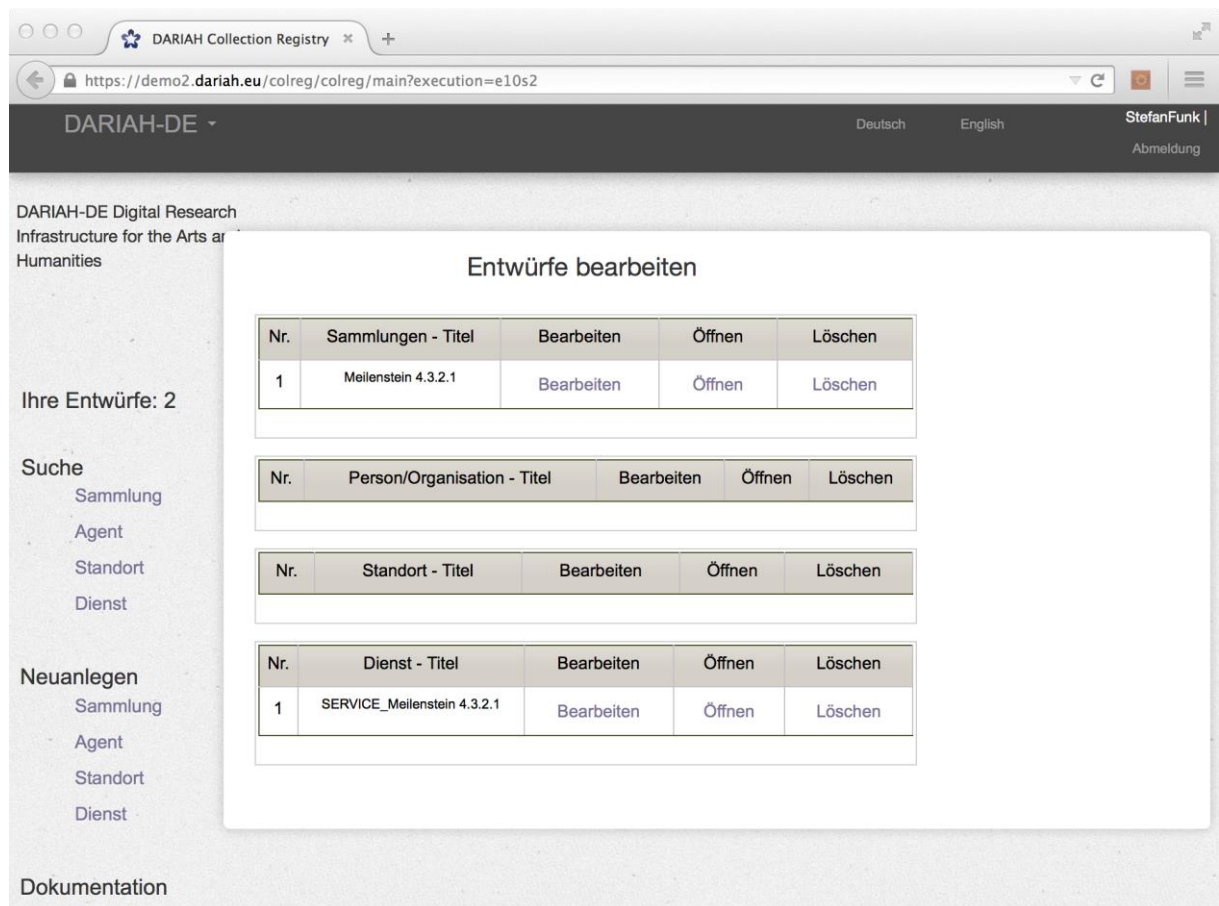 DARIAH Collection Registry
https://demo2.dariah.eu/colreg/colreg/main?execution=e10s2
DARIAH-DE Deutsch English StefanFunk |
Abmeldung
DARIAH-DE Digital Research
Infrastructure for the Arts an
Humanities
Ihre Entwürfe: 2
Suche
Sammlung
Agent
Standort
Dienst
Neuanlegen
Sammlung
Agent
Standort
Dienst
Dokumentation
Entwürfe bearbeiten
Nr. Sammlungen - Titel Bearbeiten Öffnen Löschen
1 Meilenstein 4.3.2.1 Bearbeiten Öffnen Löschen
Nr. Person/Organisation - Titel Bearbeiten Öffnen Löschen
Nr. Standort - Titel Bearbeiten Öffnen Löschen
Nr. Dienst - Titel Bearbeiten Öffnen Löschen
1 SERVICE_Meilenstein 4.3.2.1 Bearbeiten Öffnen Löschen